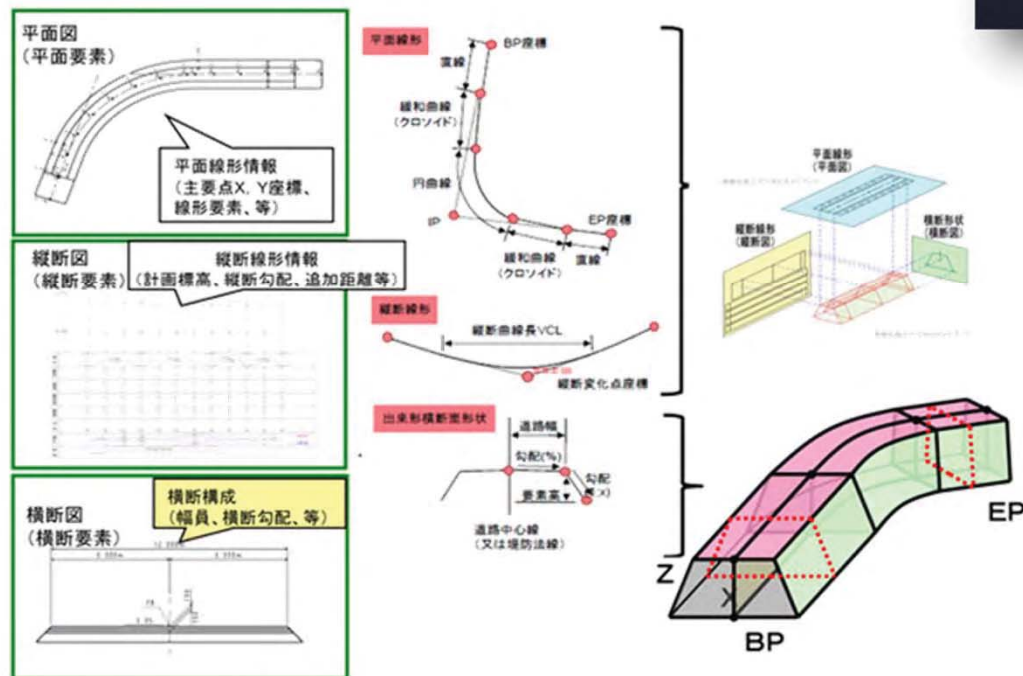 平面図
(平面要素)
平面線形情報
(主要点X, Y座標、
線形要素、等)
縦断図
(縦断要素)
縦断線形情報
(計画標高、縦断勾配、追加距離等)
横断図
(横断要素)
横断構成
(幅員、横断勾配、等)
平面線形
BP座標
直線
緩和曲線
(クロソイド)
円曲線
IP
EP座標
緩和曲線
(クロソイド)
直線
縦断線形
縦断曲線長VCL
縦断変化点座標
出来形横断面形状
道路幅
勾配(%)
勾配
(x)
要素高
道路中心線
(又は堤防法線)
平面線形
(平面図)
縦断線形
(縦断図)
横断形状
(横断図)
Z
X
BP
EP